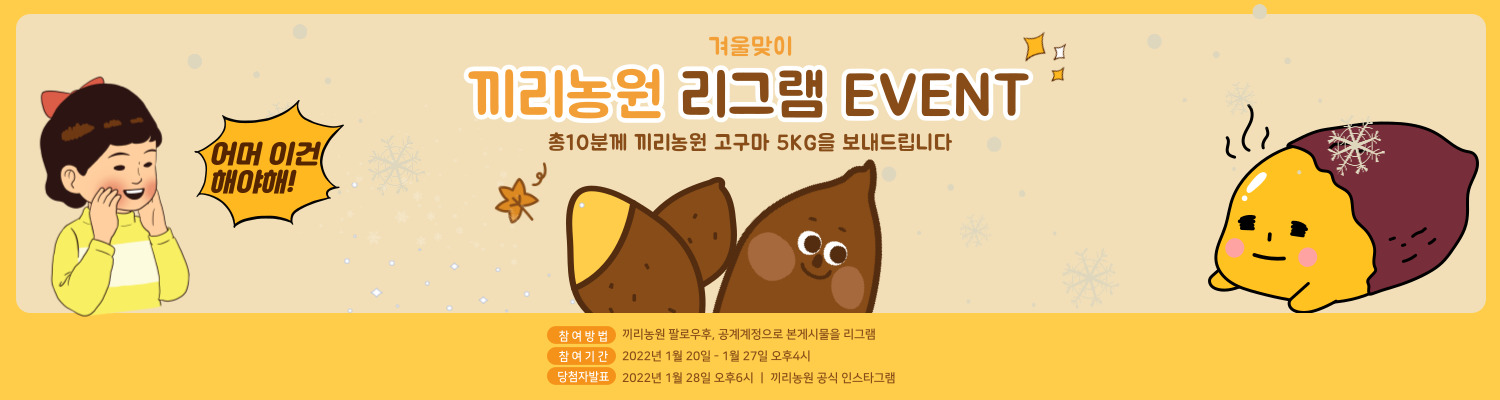 겨울맞이
끼리농원 리그램 EVENT
총10분께 끼리농원 고구마 5KG을 보내드립니다
어머 이건
해야해!
참여방법 끼리농원 팔로우후, 공계계정으로 본게시물을 리그램
참여기간 2022년 1월 20일 - 1월 27일 오후4시
당첨자발표 2022년 1월 28일 오후6시 ㅣ 끼리농원 공식 인스타그램